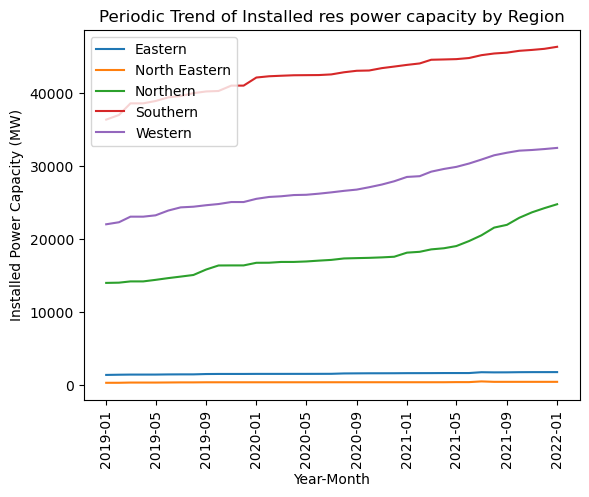 Periodic Trend of Installed res power capacity by Region
Eastern
North Eastern
Northern
Southern
Western
Installed Power Capacity (MW)
40000
30000
20000
10000
0
2019-01
2019-05
2019-09
2020-01
2020-05
2020-09
2021-01
2021-05
2021-09
2022-01
Year-Month